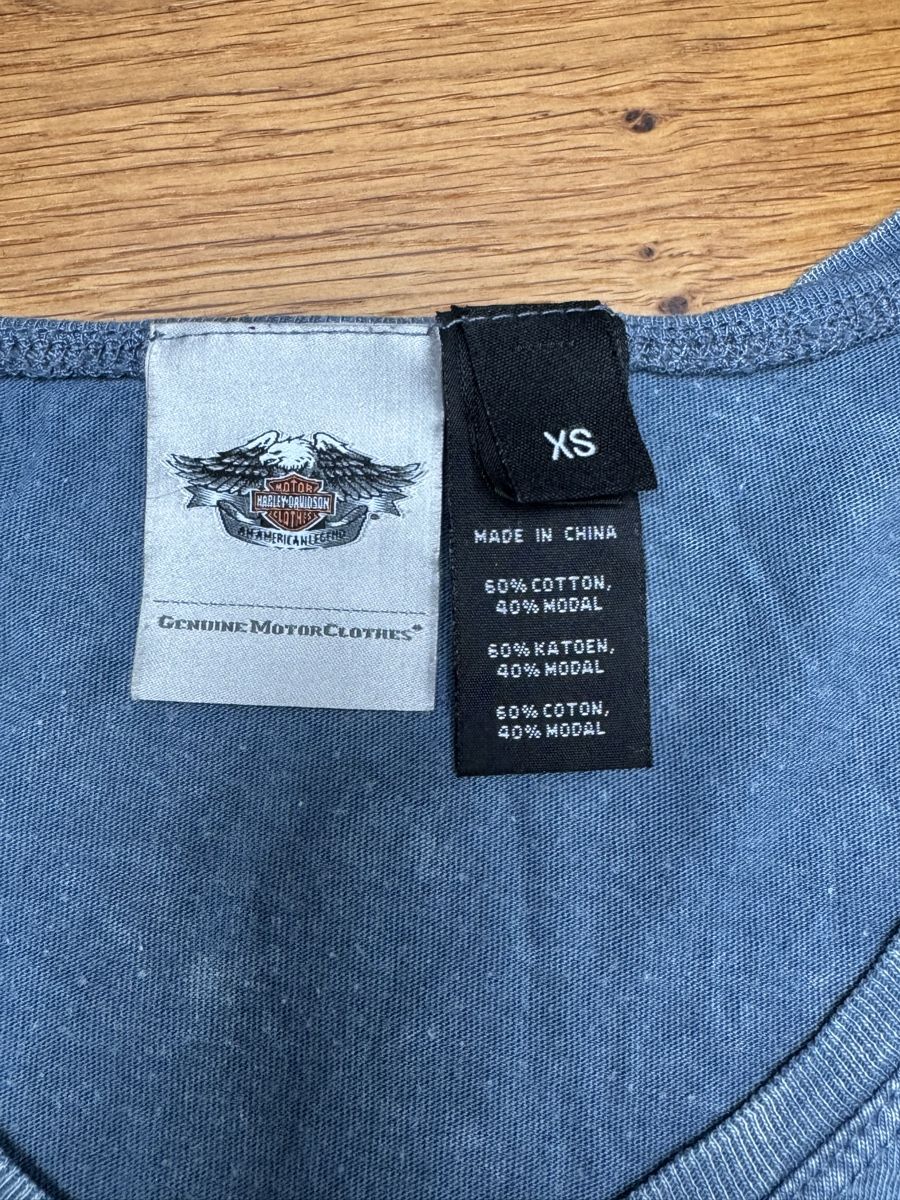 MOTOR
HARLEY-DAVIDSON
CLOTHES
AN AMERICAN LEGEND
GENUINE MOTORCLOTHES®
XS
MADE IN CHINA
60% COTTON,
40% MODAL
60% KATOEN,
40% MODAL
60% COTON,
40% MODAL